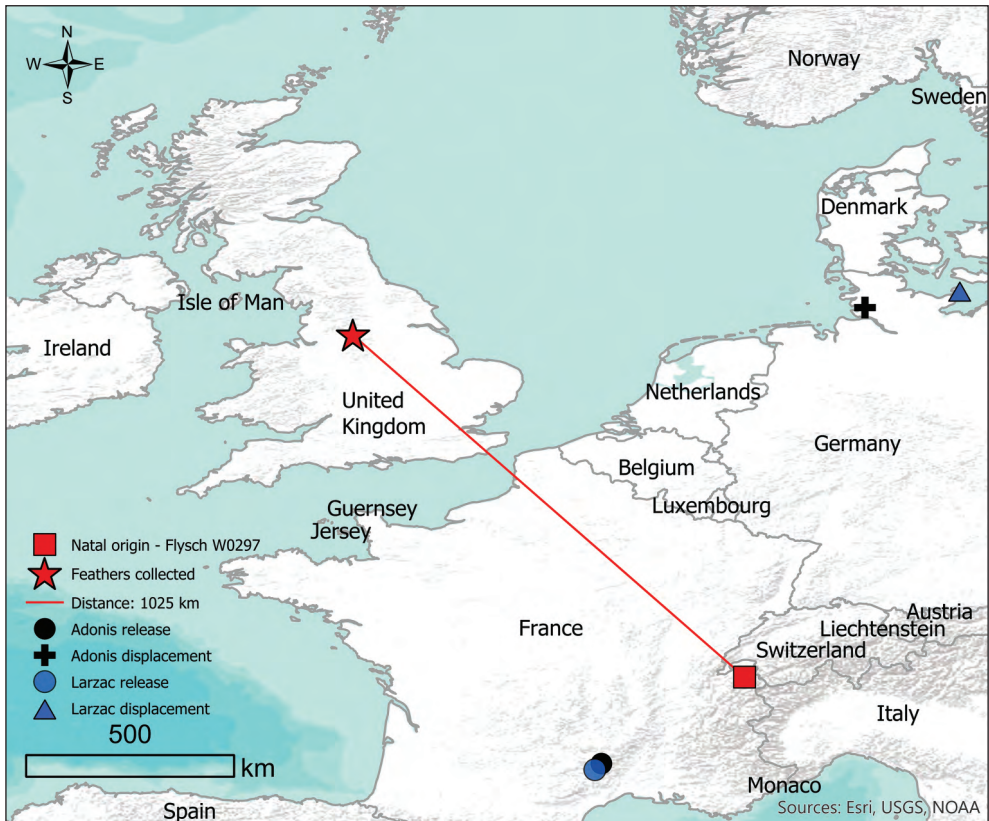 N
W E
S
Norway
Sweden
Denmark
Isle of Man
Ireland
Netherlands
United
Kingdom
Germany
Belgium
Luxembourg
Guernsey
Jersey
Natal origin - Flysch W0297
Feathers collected
Distance: 1025 km
Adonis release
Adonis displacement
Larzac release
Larzac displacement
500
km
France
Austria
Liechtenstein
Switzerland
Italy
Monaco
Spain
Sources: Esri, USGS, NOAA